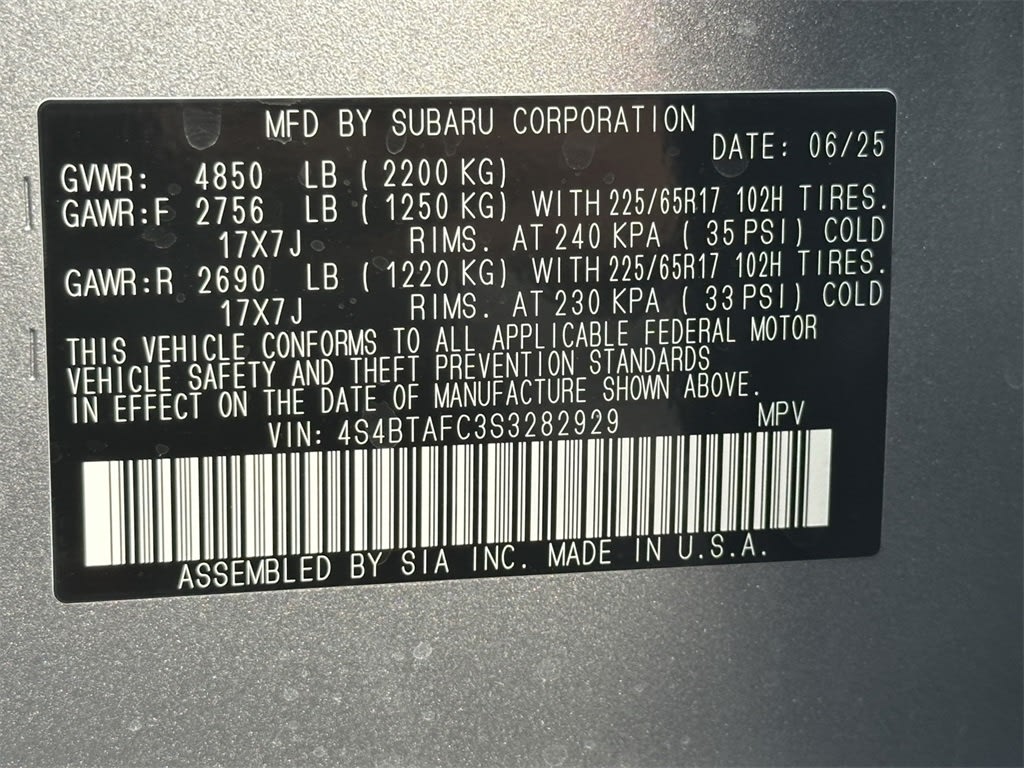 MFD BY SUBARU CORPORATION
DATE: 06/25
GVWR: 4850 LB ( 2200 KG)
GAWR:F 2756 LB ( 1250 KG) WITH 225/65R17 102H TIRES.
17X7J RIMS. AT 240 KPA ( 35 PSI) COLD
GAWR:R 2690 LB ( 1220 KG) WITH 225/65R17 102H TIRES.
17X7J RIMS. AT 230 KPA ( 33 PSI) COLD
THIS VEHICLE CONFORMS TO ALL APPLICABLE FEDERAL MOTOR
VEHICLE SAFETY AND THEFT PREVENTION STANDARDS
IN EFFECT ON THE DATE OF MANUFACTURE SHOWN ABOVE.
VIN: 4S4BTAFC3S3282929 MPV
ASSEMBLED BY SIA INC. MADE IN U.S.A.